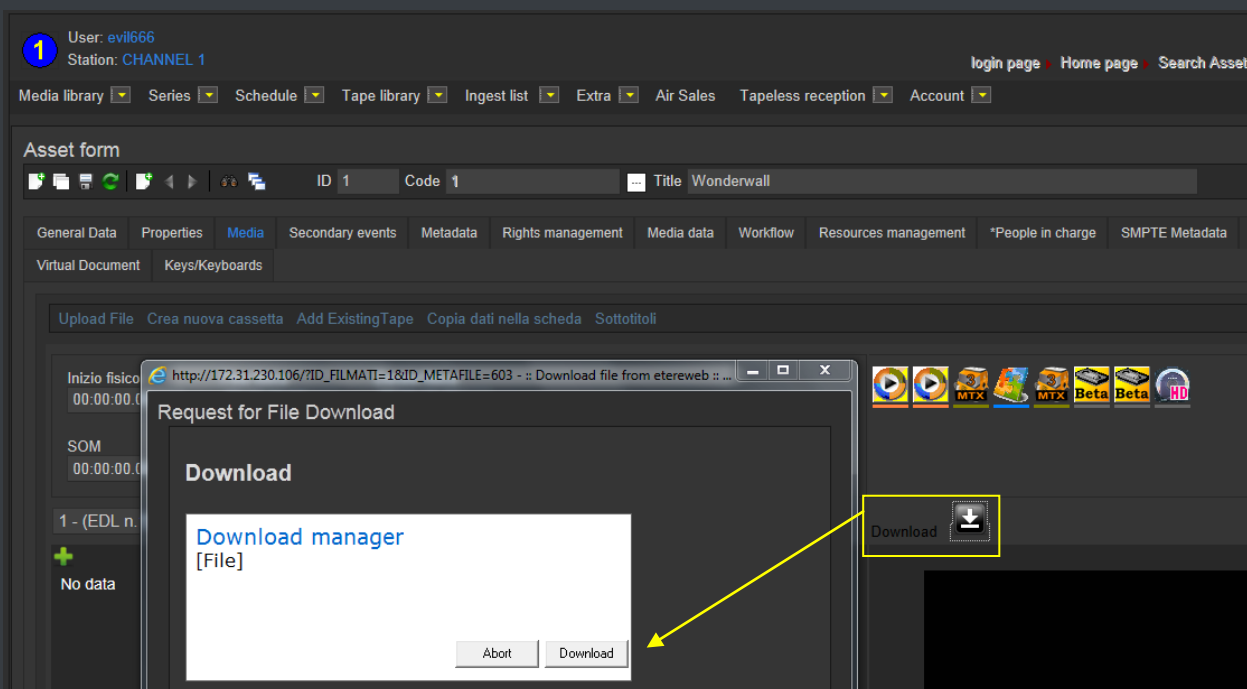 1
User: evil666
Station: CHANNEL 1
login page Home page Search Asset
Media library Series Schedule Tape library Ingest list Extra Air Sales Tapeless reception Account
Asset form
ID 1 Code 1 ... Title Wonderwall
General Data Properties Media Secondary events Metadata Rights management Media data Workflow Resources management *People in charge SMPTE Metadata
Virtual Document Keys/Keyboards
Upload File Crea nuova cassetta Add ExistingTape Copia dati nella scheda Sottotitoli
Inizio fisico
00:00:00.0
SOM
00:00:00.0
1 - (EDL n.
No data
http://172.31.230.106/?ID_FILMATI=1&ID_METAFILE=603 - :: Download file from etereweb :: ...
Request for File Download
Download
Download manager
[File]
Abort Download
3 MTX 3 MTX Beta Beta HD
Download